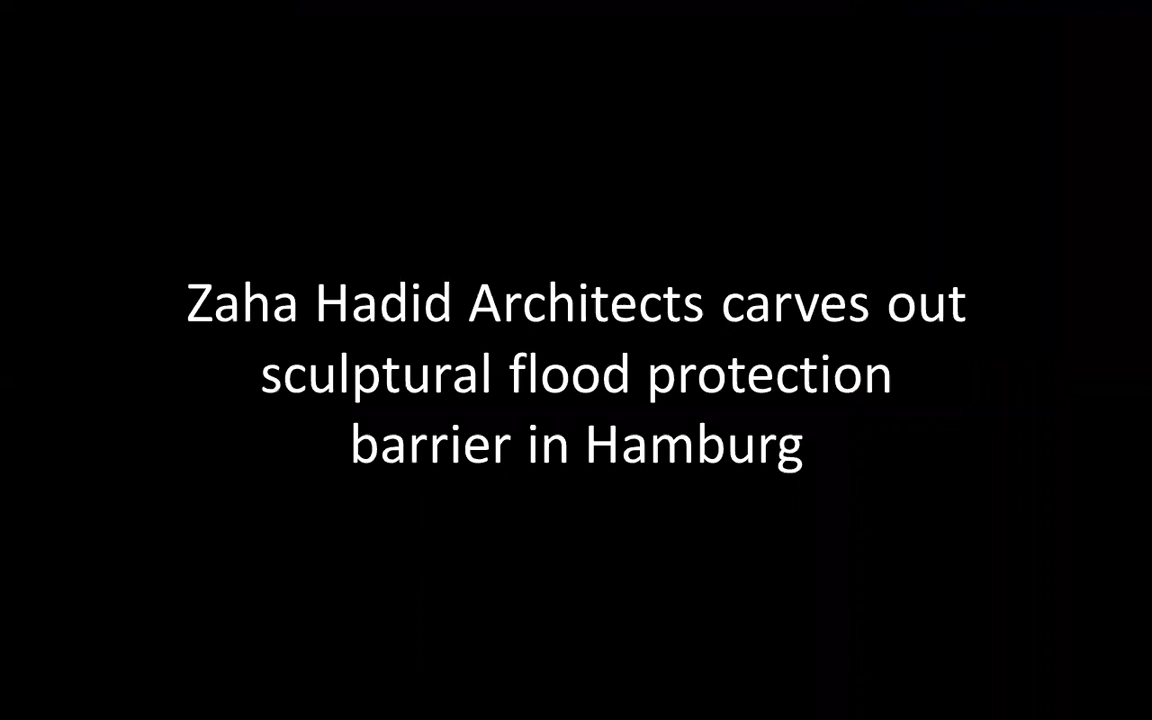 Zaha Hadid Architects carves out
sculptural flood protection
barrier in Hamburg